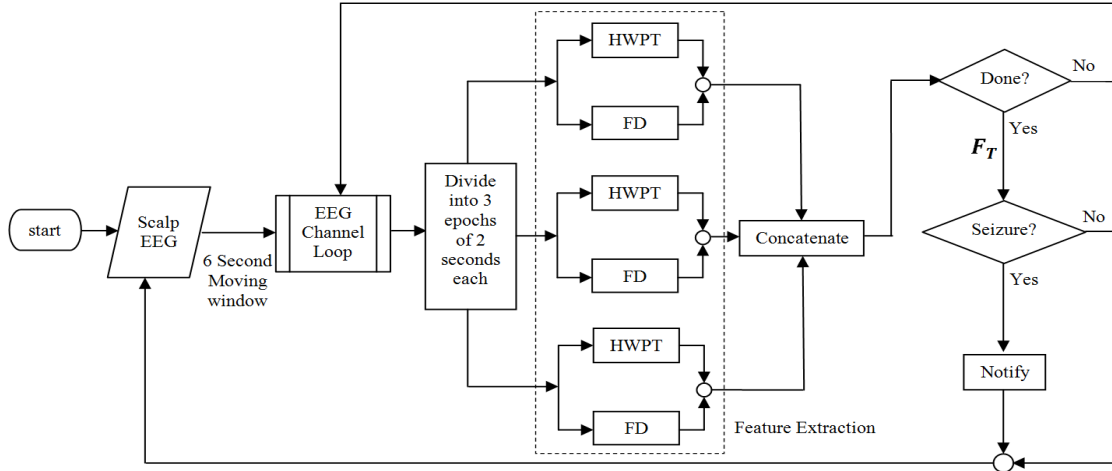 start
Scalp
EEG
6 Second
Moving
window
EEG
Channel
Loop
Divide
into 3
epochs
of 2
seconds
each
HWPT
FD
HWPT
FD
HWPT
FD
Feature Extraction
Concatenate
Done?
No
Yes
F_T
Seizure?
No
Yes
Notify